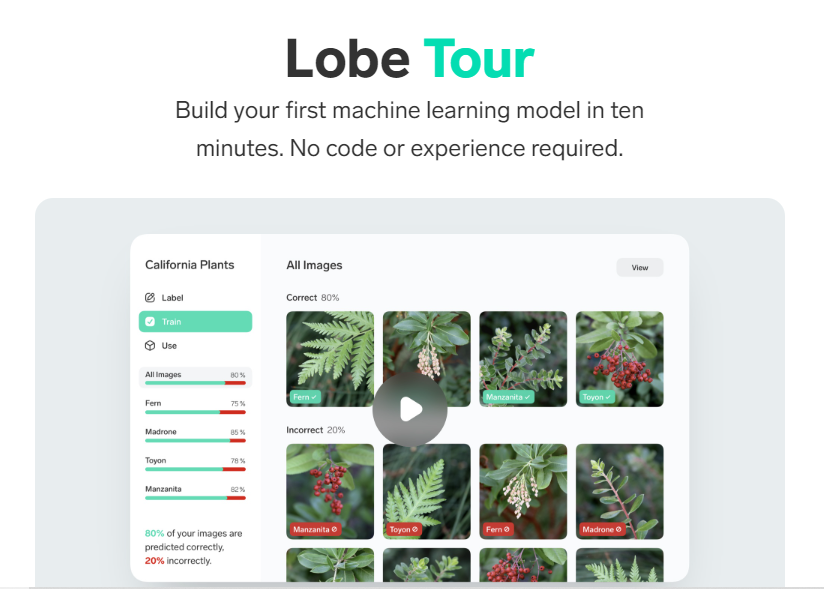 Lobe Tour
Build your first machine learning model in ten
minutes. No code or experience required.
California Plants
Label
Train
Use
All Images 80%
Fern 75%
Madrone 85%
Toyon 78%
Manzanita 82%
80% of your images are
predicted correctly,
20% incorrectly.
All Images
View
Correct 80%
Fern
Manzanita
Toyon
Incorrect 20%
Manzanita
Toyon
Fern
Madrone